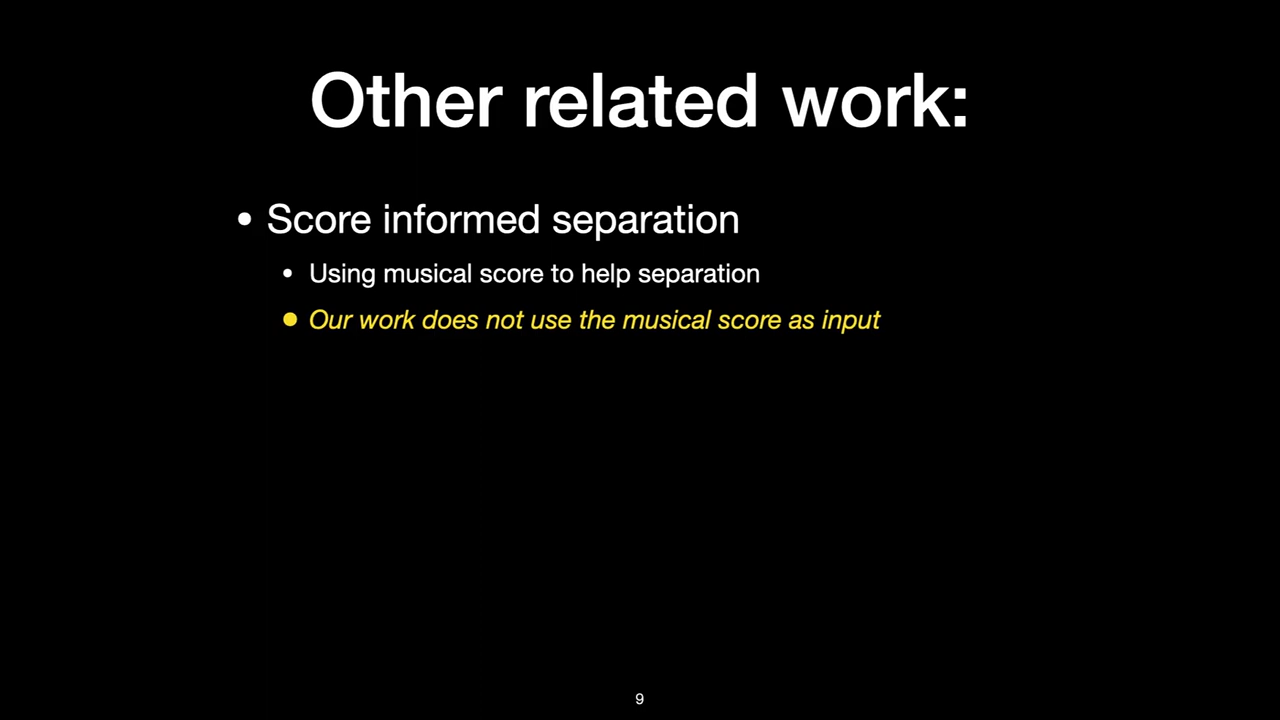 Other related work:
• Score informed separation
• Using musical score to help separation
• Our work does not use the musical score as input
9